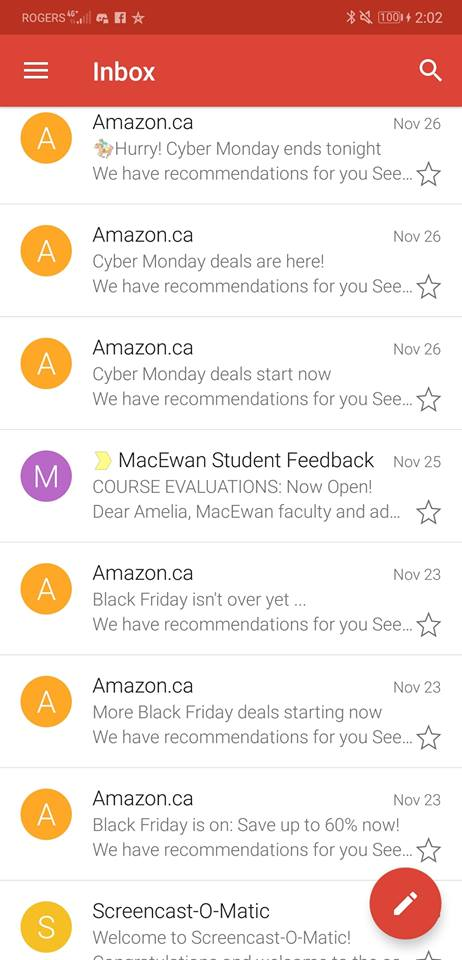 ROGERS 4G 100 2:02
Inbox
A Amazon.ca Nov 26
Hurry! Cyber Monday ends tonight
We have recommendations for you See...
A Amazon.ca Nov 26
Cyber Monday deals are here!
We have recommendations for you See...
A Amazon.ca Nov 26
Cyber Monday deals start now
We have recommendations for you See...
M MacEwan Student Feedback Nov 25
COURSE EVALUATIONS: Now Open!
Dear Amelia, MacEwan faculty and ad...
A Amazon.ca Nov 23
Black Friday isn't over yet ...
We have recommendations for you See...
A Amazon.ca Nov 23
More Black Friday deals starting now
We have recommendations for you See...
A Amazon.ca Nov 23
Black Friday is on: Save up to 60% now!
We have recommendations for you See...
S Screencast-O-Matic
Welcome to Screencast-O-Matic!